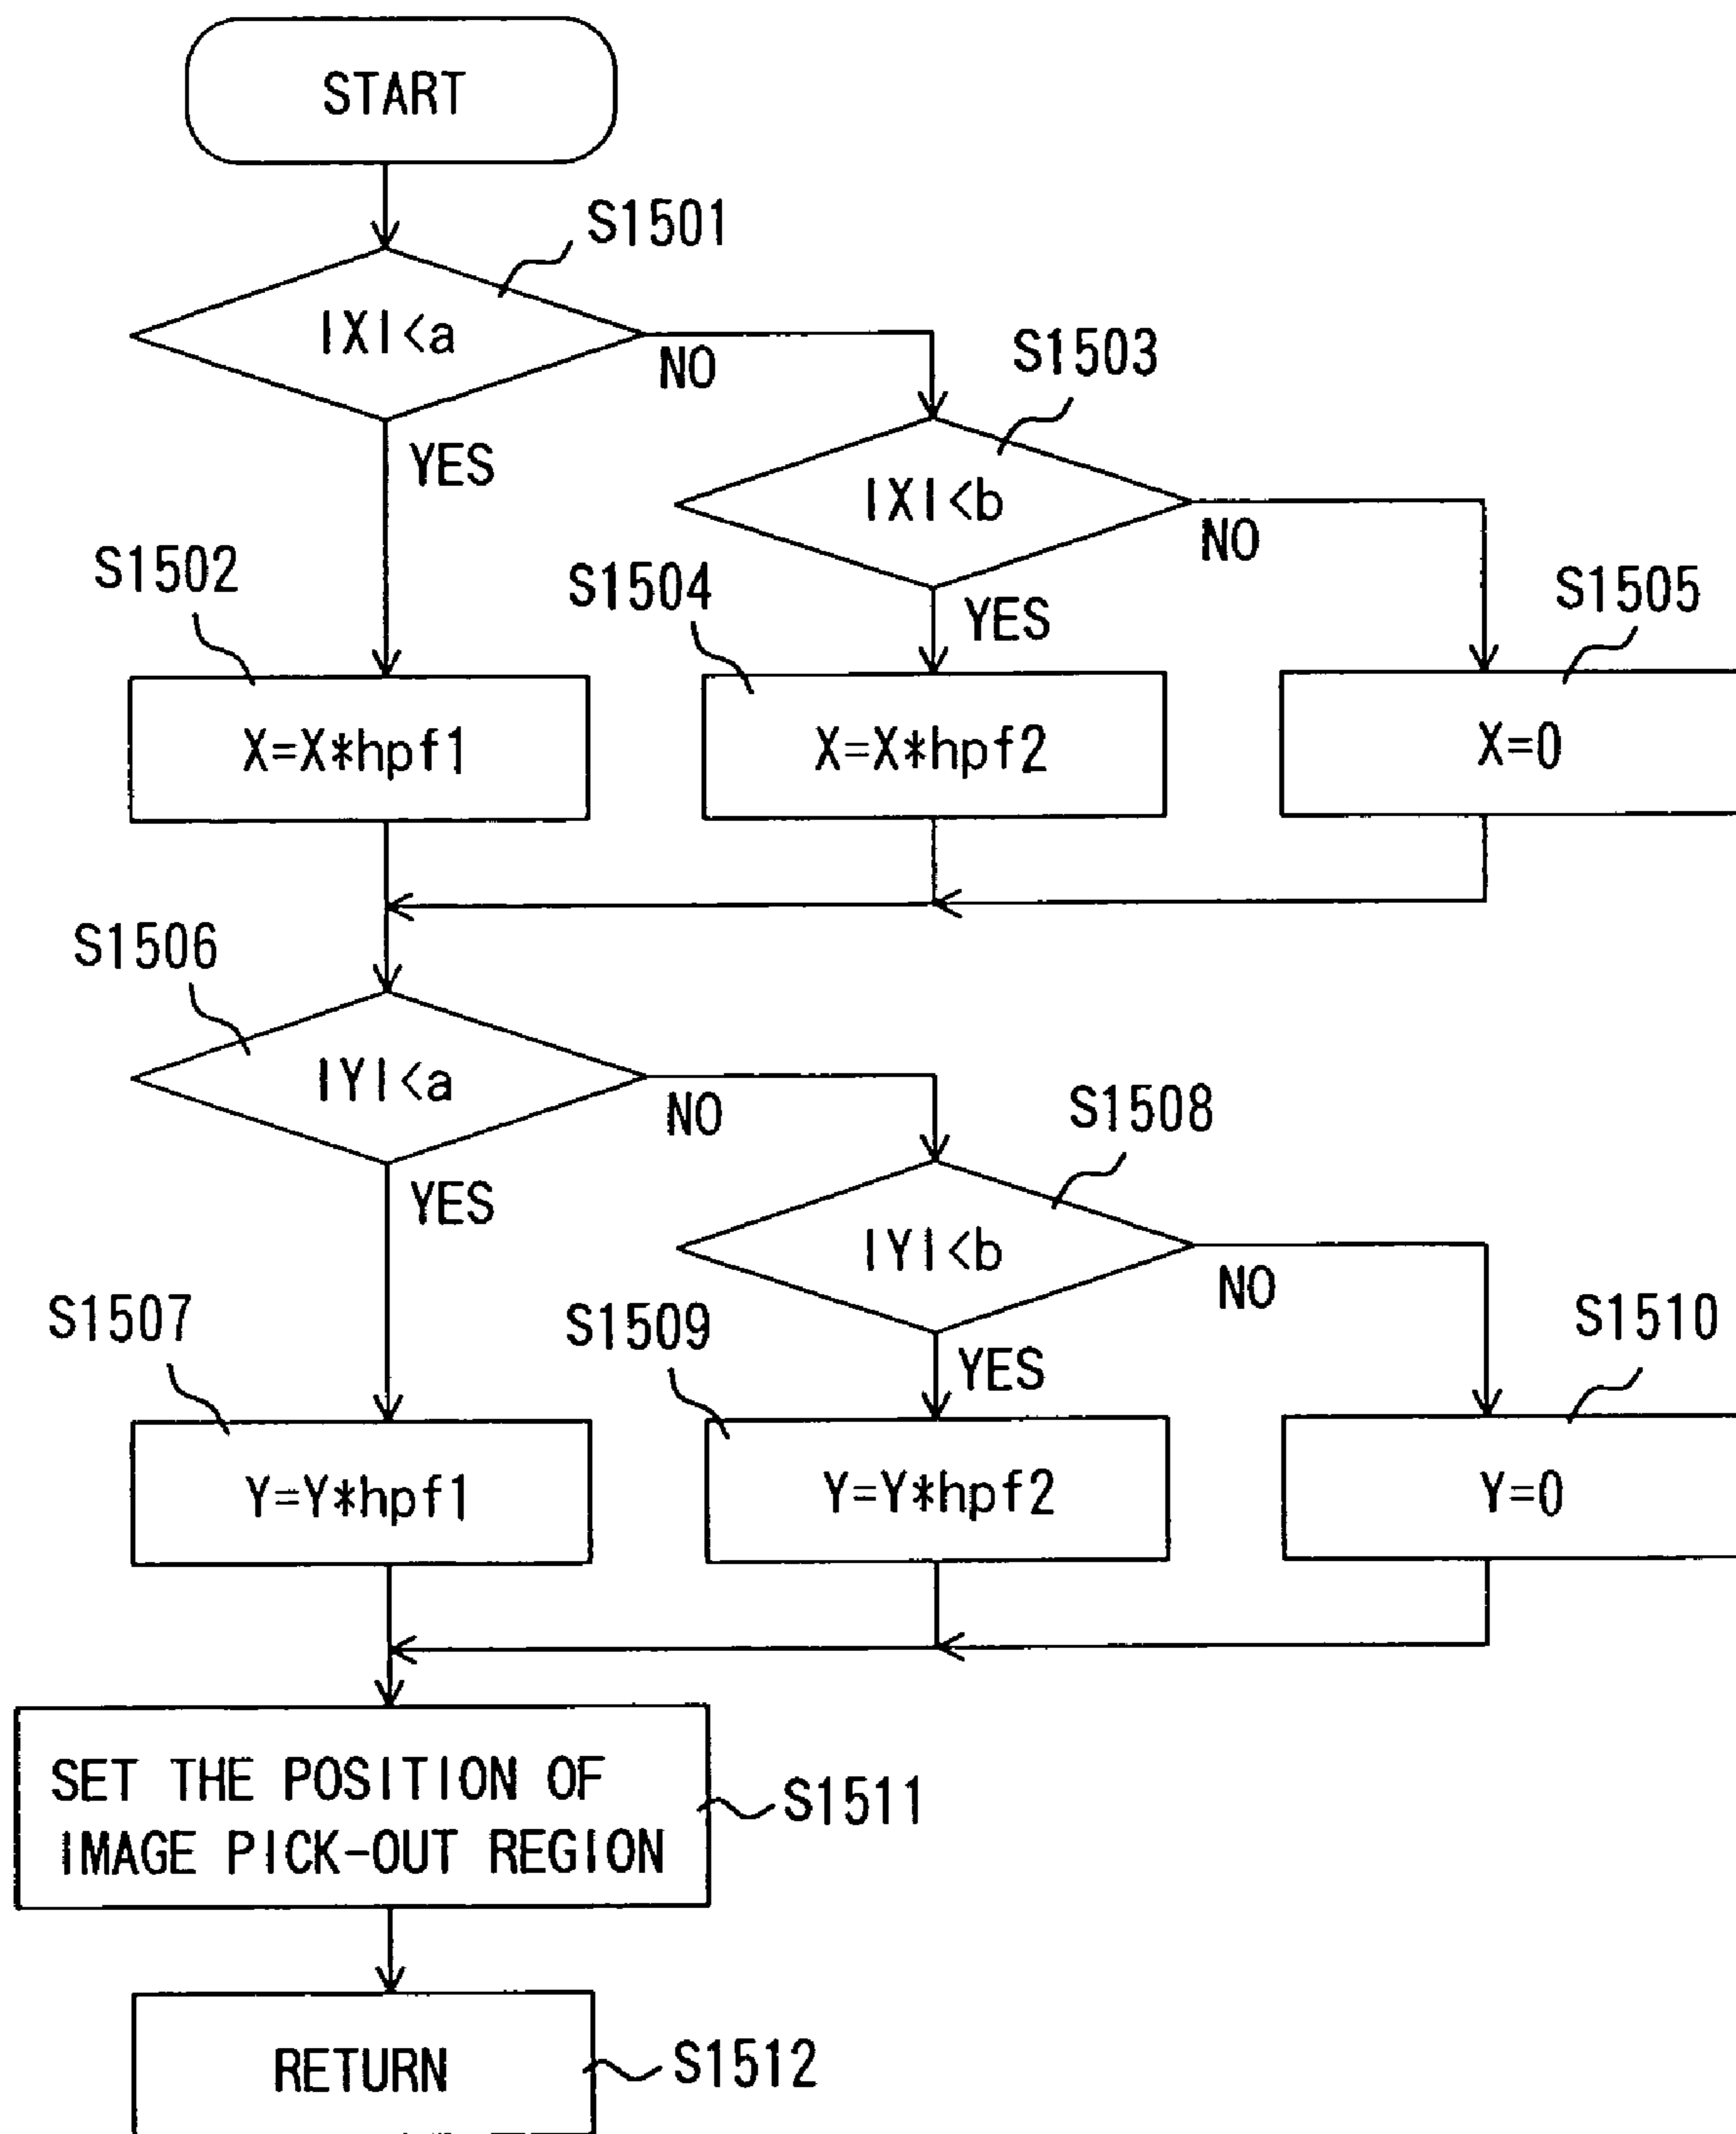 START
S1501
|X|<a
NO
S1503
YES
|X|<b
NO
S1502
S1504
YES
S1505
X=X*hpf1
X=X*hpf2
X=0
S1506
|Y|<a
NO
S1508
YES
|Y|<b
NO
S1507
S1509
YES
S1510
Y=Y*hpf1
Y=Y*hpf2
Y=0
SET THE POSITION OF
IMAGE PICK-OUT REGION
S1511
RETURN
S1512